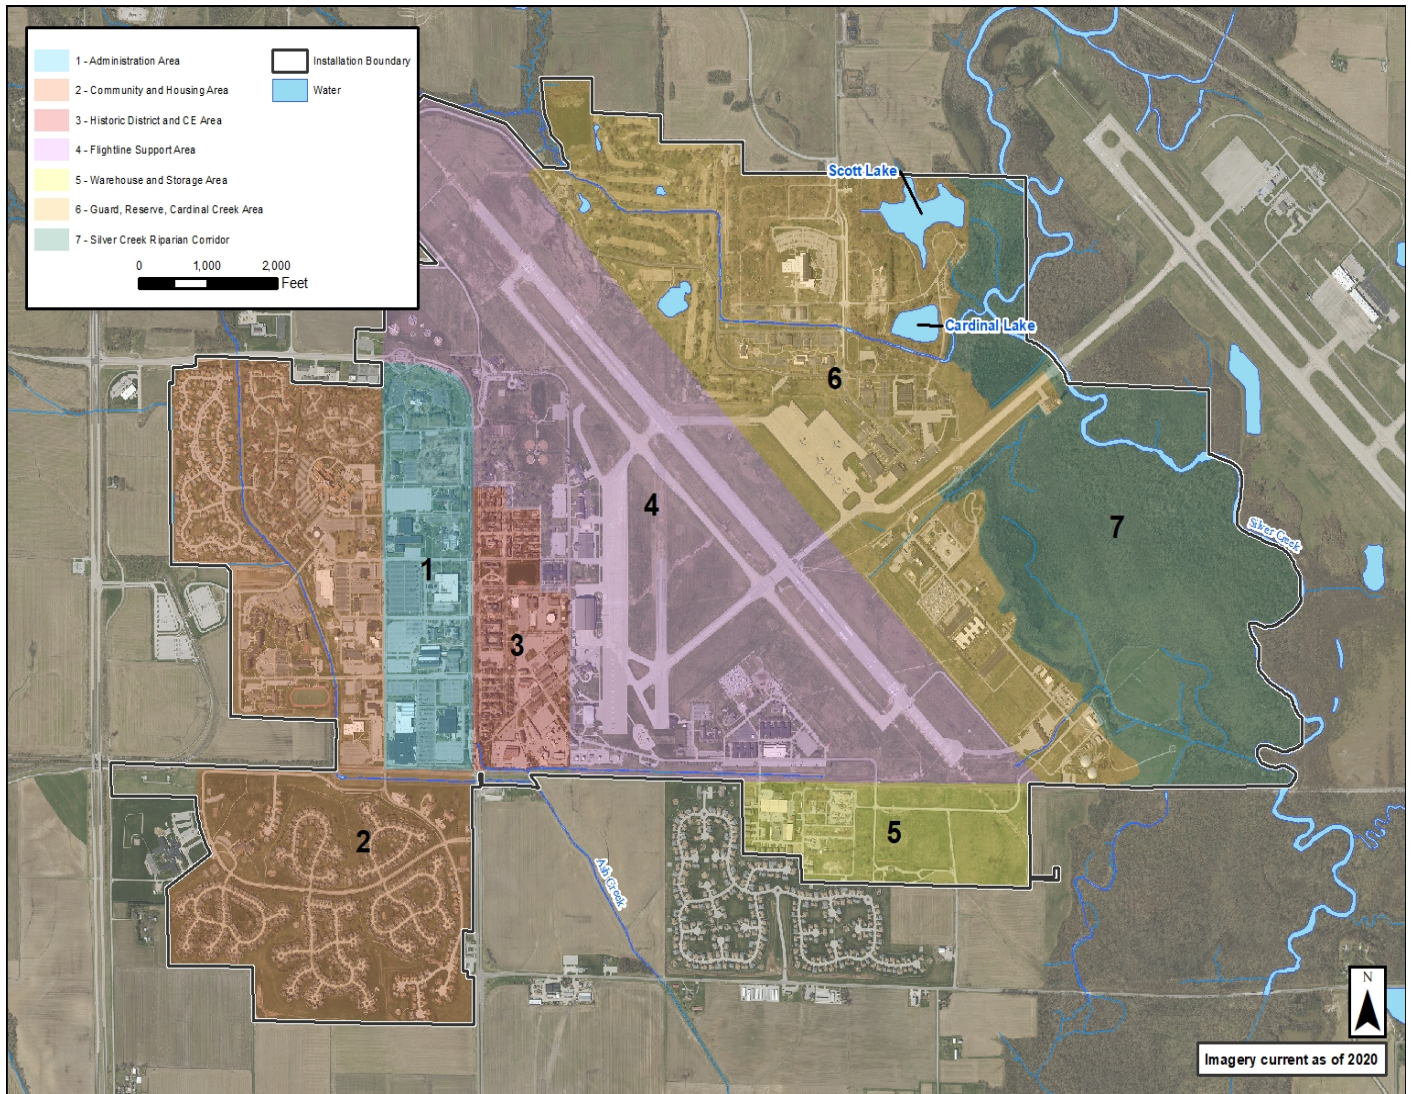 1 - Administration Area
2 - Community and Housing Area
3 - Historic District and CE Area
4 - Flightline Support Area
5 - Warehouse and Storage Area
6 - Guard, Reserve, Cardinal Creek Area
7 - Silver Creek Riparian Corridor
Installation Boundary
Water
0 1,000 2,000
Feet
Scott Lake
Cardinal Lake
6
4
7
Silver Creek
1
3
5
2
Ash Creek
N
Imagery current as of 2020